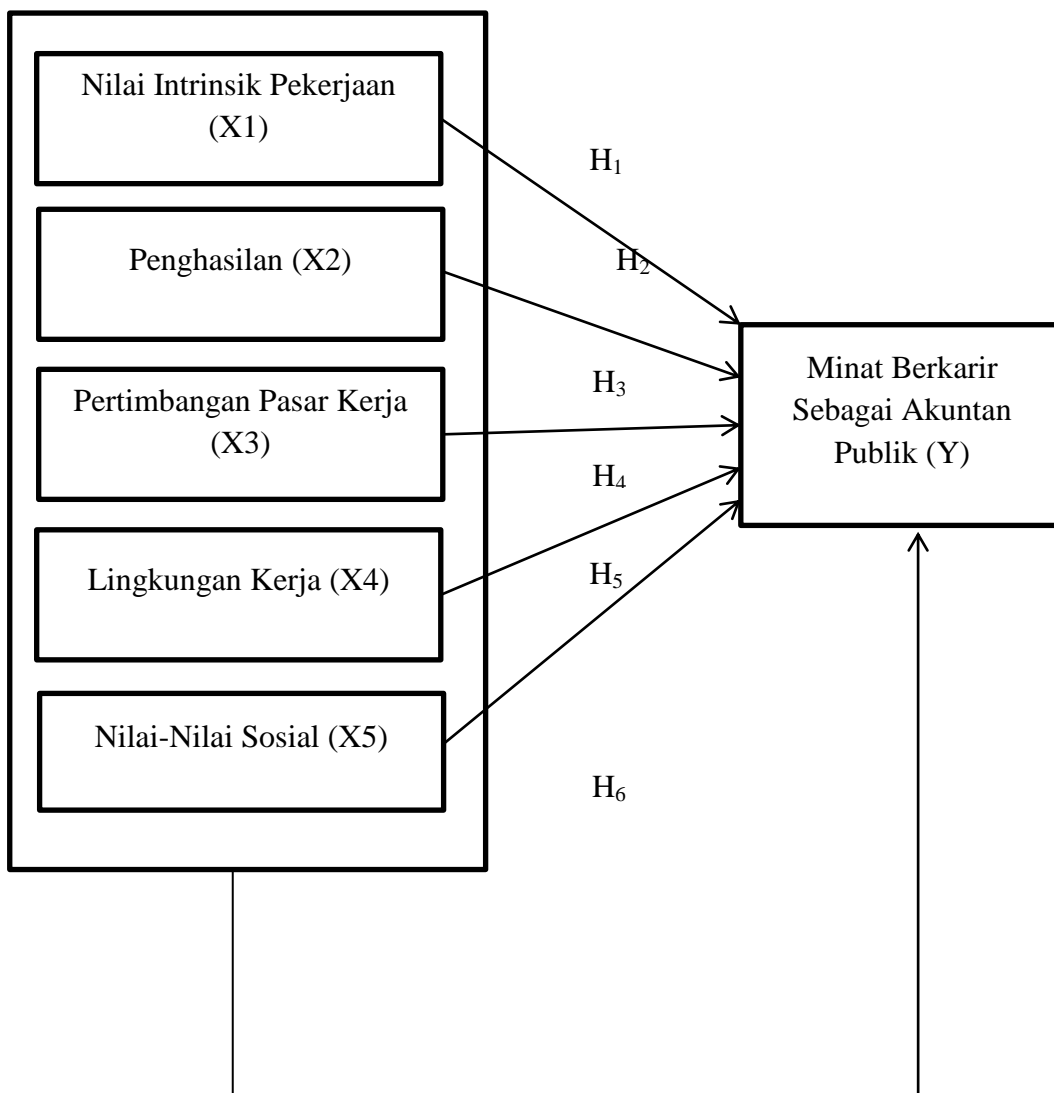 Nilai Intrinsik Pekerjaan
(X1)
Penghasilan (X2)
Pertimbangan Pasar Kerja
(X3)
Lingkungan Kerja (X4)
Nilai-Nilai Sosial (X5)
H₁
H₂
H₃
H₄
H₅
H₆
Minat Berkarir
Sebagai Akuntan
Publik (Y)